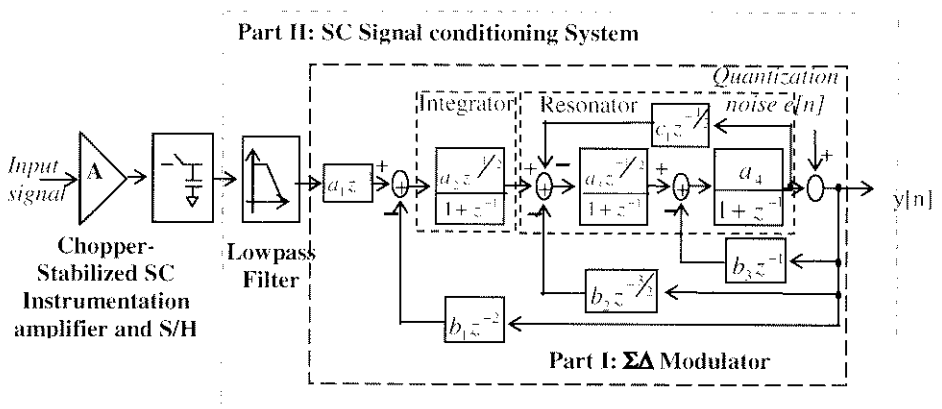 Part II: SC Signal conditioning System
Quantization
noise e[n]
Integrator
Resonator
Input
signal
A
Chopper-
Stabilized SC
Instrumentation
amplifier and S/H
Lowpass
Filter
a₁z
+
+
−
a₂z^(1/2)
1 + z⁻¹
+
−
+
−
z^(−1/2)
1 + z⁻¹
+
+
−
a₄
1 + z⁻¹
c₁z
+
y[n]
b₃z⁻¹
b₂z^(−3/2)
b₁z⁻²
Part I: ΣΔ Modulator